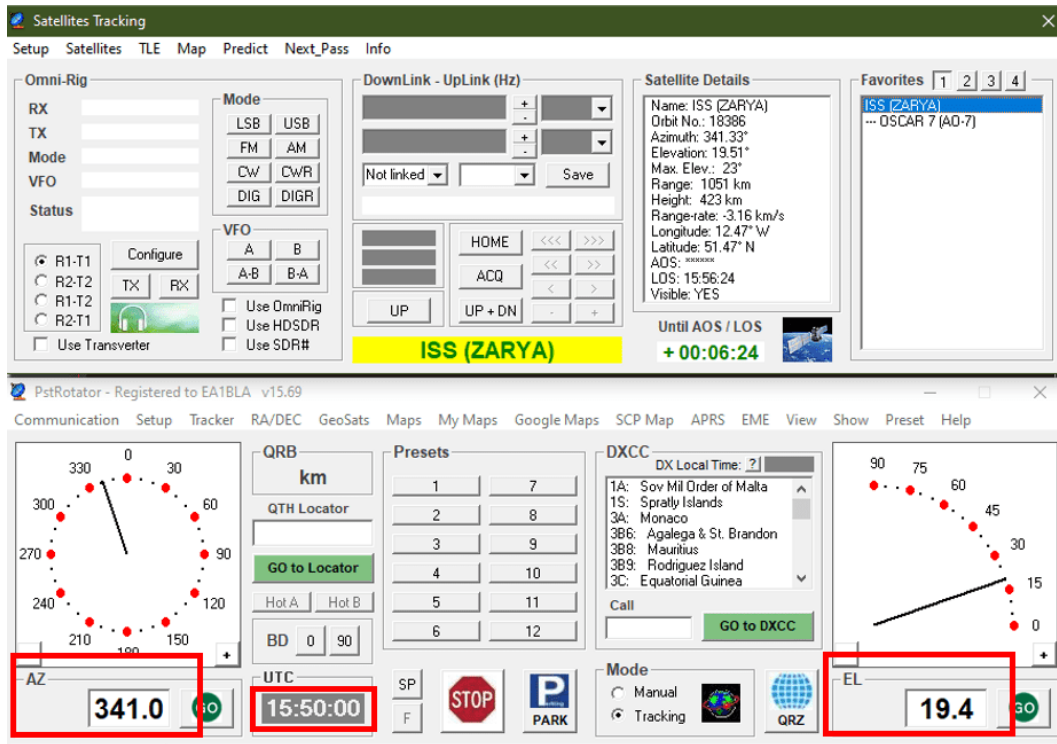 Satellites Tracking
Setup Satellites TLE Map Predict Next_Pass Info
Omni-Rig
RX
TX
Mode
VFO
Status
R1-T1
R2-T2
R1-T2
R2-T1
Configure
TX RX
Use Transverter
Mode
LSB USB
FM AM
CW CWR
DIG DIGR
VFO
A B
A-B B-A
Use OmniRig
Use HDSDR
Use SDR#
DownLink - UpLink (Hz)
+
-
+
-
Not linked Save
HOME <<< >>>
ACQ << >>
< >
UP UP + DN - +
ISS (ZARYA)
Satellite Details
Name: ISS (ZARYA)
Orbit No.: 18386
Azimuth: 341.33°
Elevation: 19.51°
Max. Elev.: 23°
Range: 1051 km
Height: 423 km
Range-rate: -3.16 km/s
Longitude: 12.47° W
Latitude: 51.47° N
AOS: ******
LOS: 15:56:24
Visible: YES
Until AOS / LOS
+ 00:06:24
Favorites 1 2 3 4
ISS (ZARYA)
--- OSCAR 7 (AO-7)
PstRotator - Registered to EA1BLA v15.69
Communication Setup Tracker RA/DEC GeoSats Maps My Maps Google Maps SCP Map APRS EME View Show Preset Help
0
330 30
300 60
270 90
240 120
210 150
180
- +
AZ
341.0 GO
QRB
km
QTH Locator
GO to Locator
Hot A Hot B
BD 0 90
UTC
15:50:00
Presets
1 7
2 8
3 9
4 10
5 11
6 12
SP
F
STOP
P
PARK
DXCC
DX Local Time: ?
1A: Sov Mil Order of Malta
1S: Spratly Islands
3A: Monaco
3B6: Agalega & St. Brandon
3B8: Mauritius
3B9: Rodriguez Island
3C: Equatorial Guinea
Call
GO to DXCC
Mode
Manual
Tracking
QRZ
90 75
60
45
30
15
0
- +
EL
19.4 GO